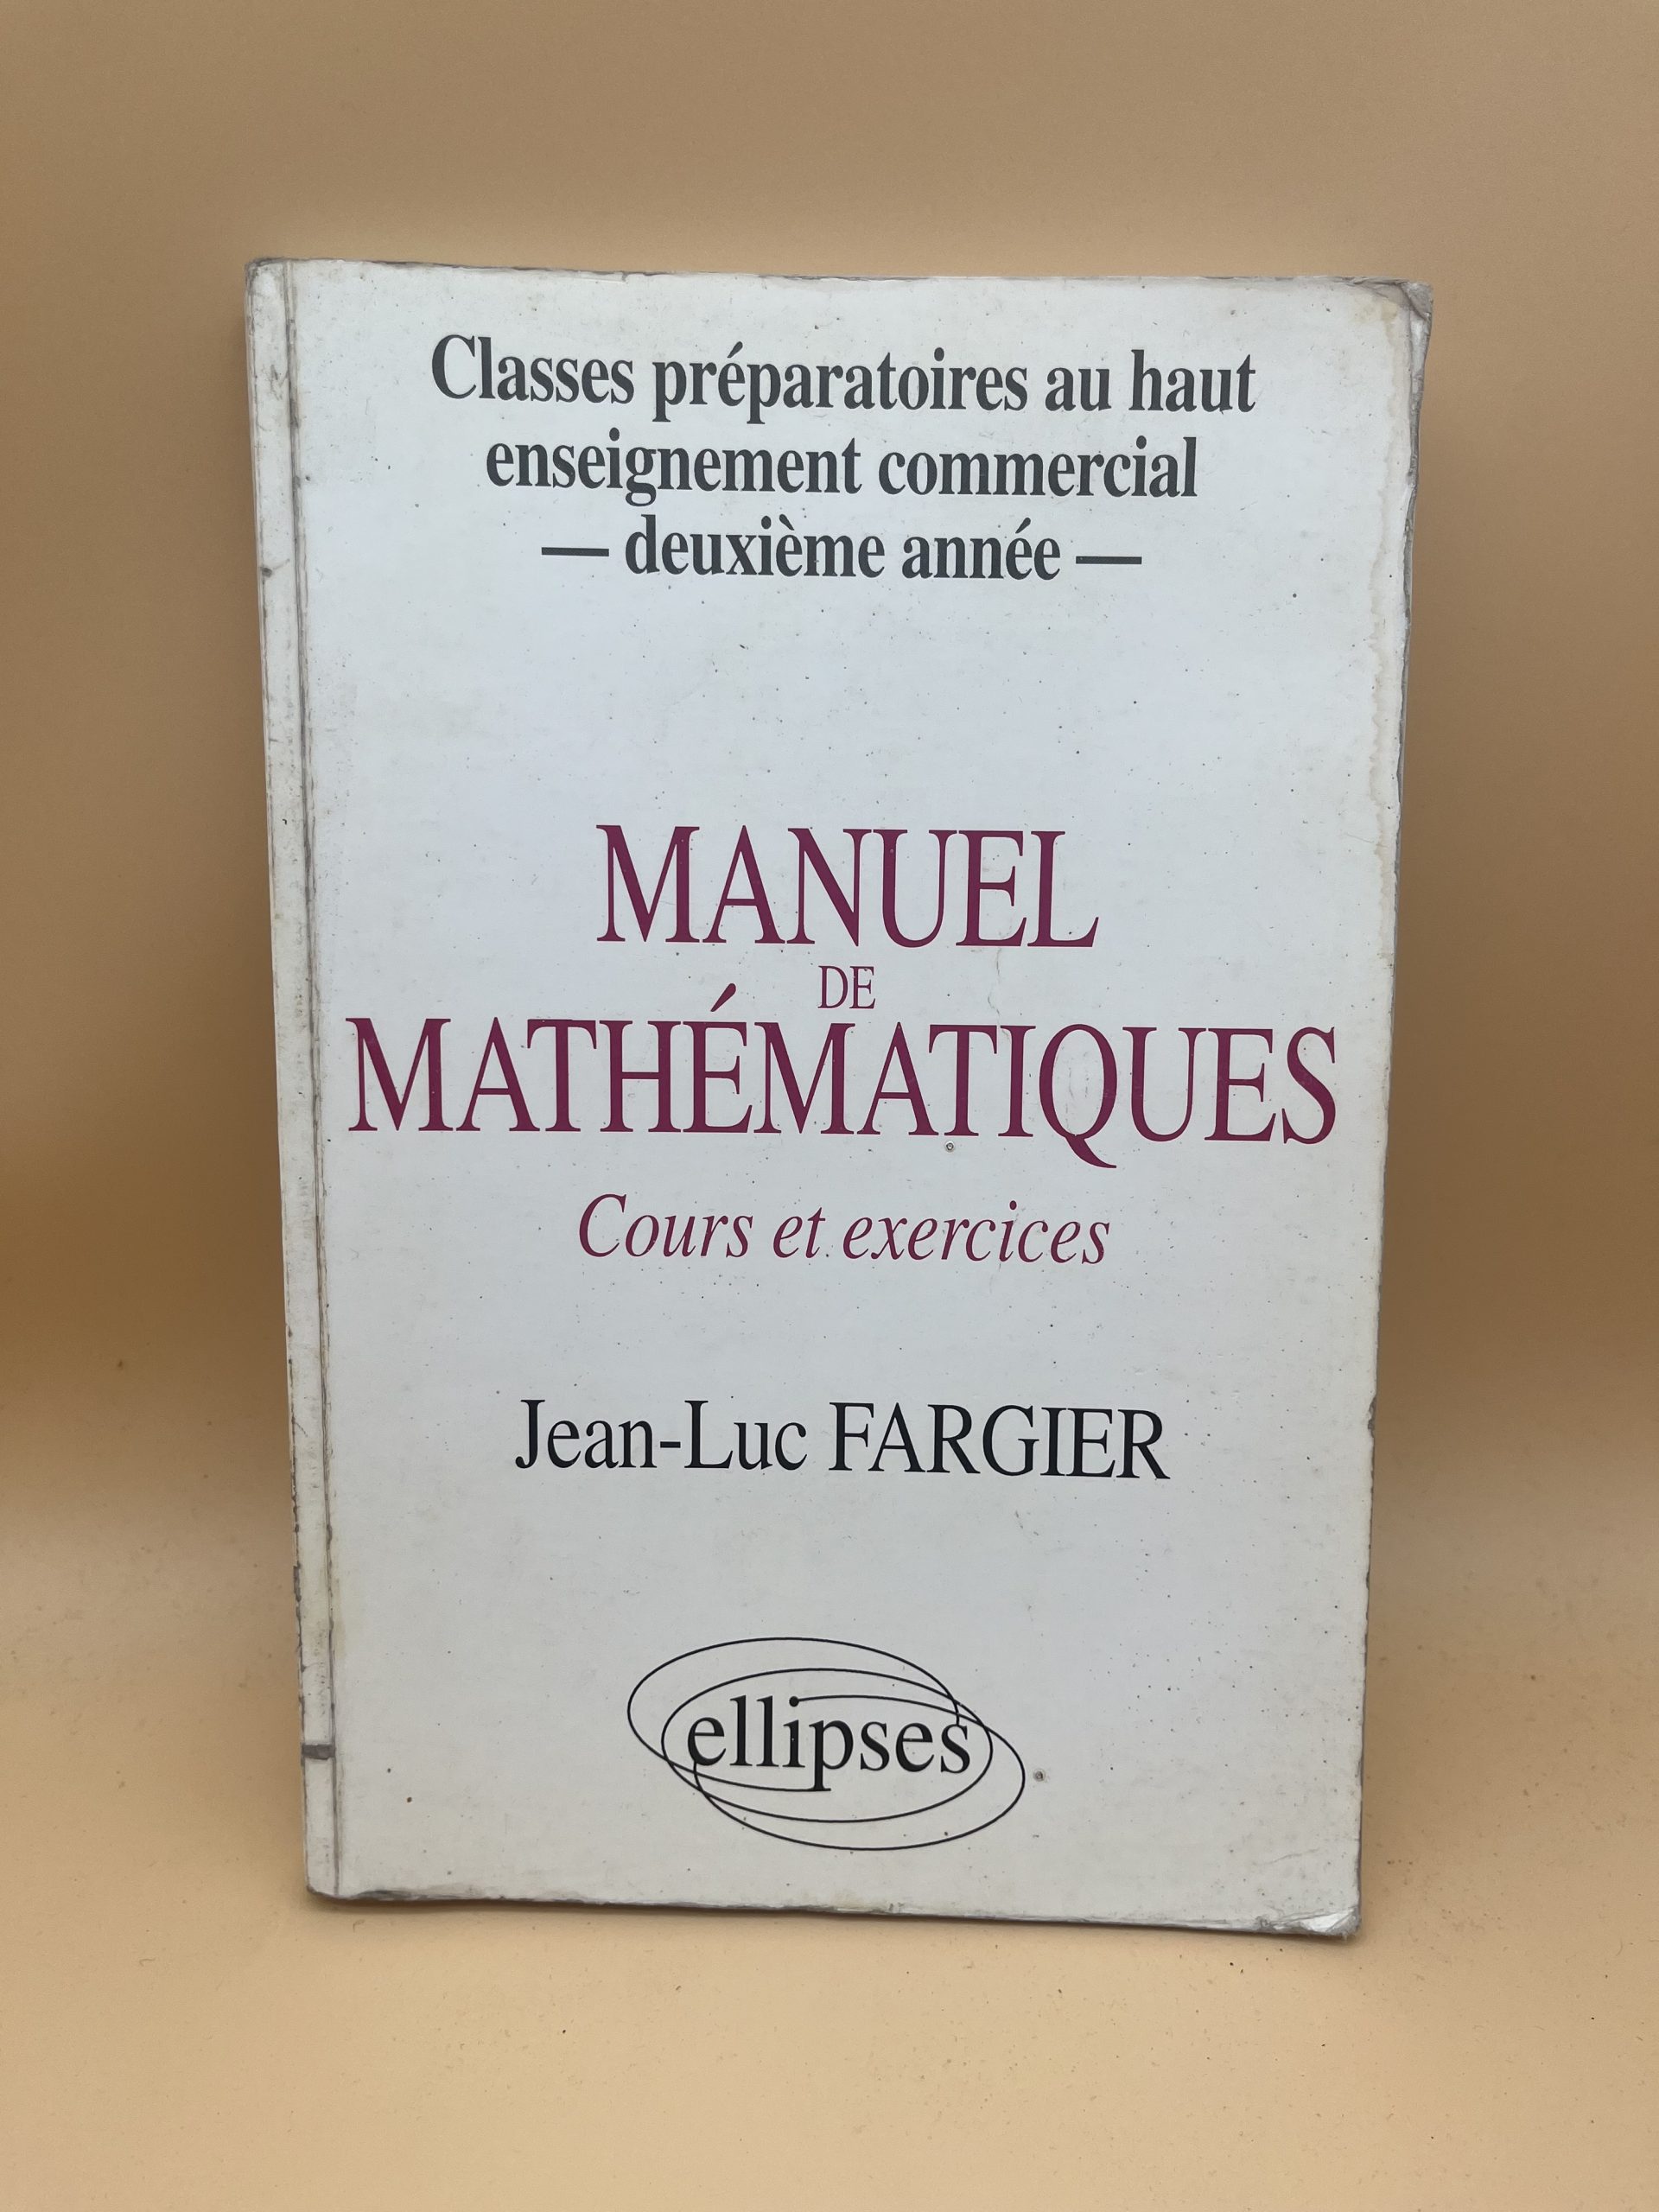 Classes préparatoires au haut
enseignement commercial
— deuxième année —
MANUEL
DE
MATHÉMATIQUES
Cours et exercices
Jean-Luc FARGIER
ellipses